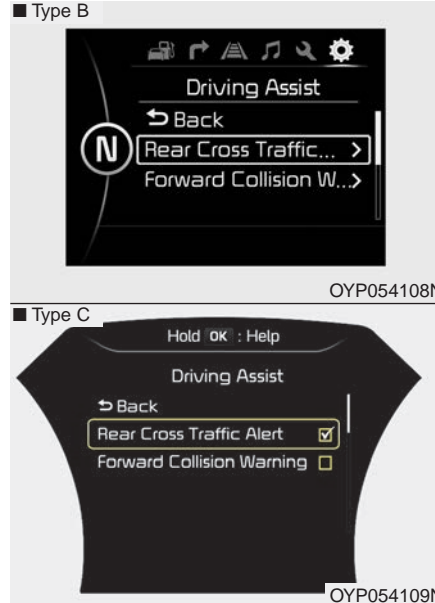 ■ Type B
Driving Assist
Back
N
Rear Cross Traffic... >
Forward Collision W...>
OYP054108N
■ Type C
Hold OK : Help
Driving Assist
Back
Rear Cross Traffic Alert
Forward Collision Warning
OYP054109N